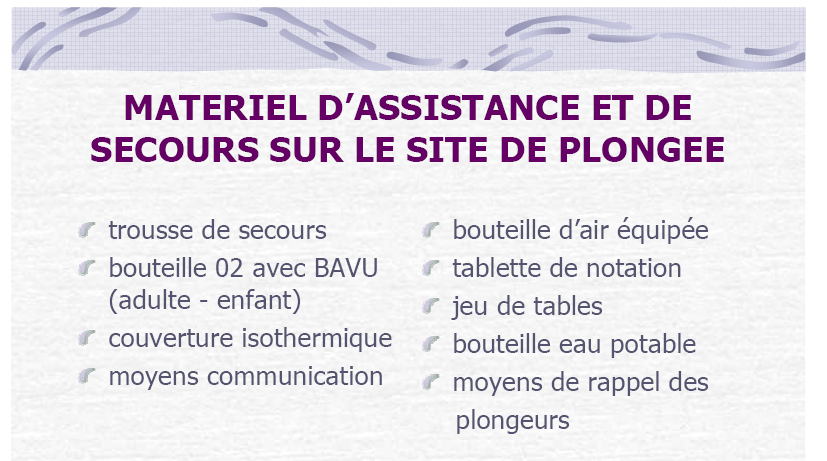 MATERIEL D’ASSISTANCE ET DE
SECOURS SUR LE SITE DE PLONGEE
trousse de secours
bouteille 02 avec BAVU
(adulte - enfant)
couverture isothermique
moyens communication
bouteille d’air équipée
tablette de notation
jeu de tables
bouteille eau potable
moyens de rappel des
plongeurs